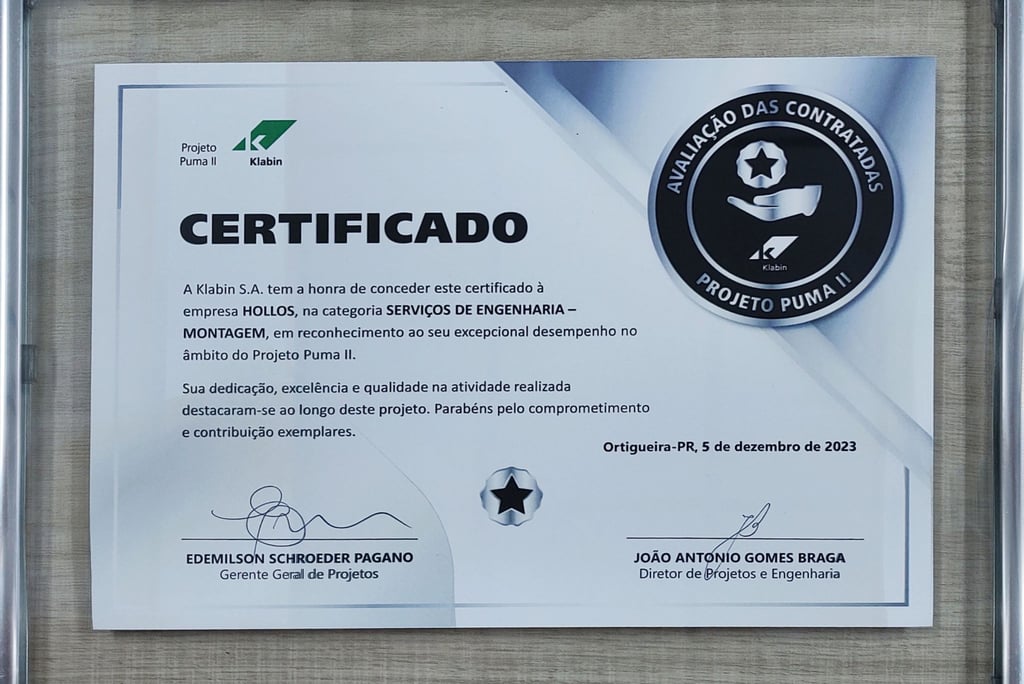 Projeto
Puma II
Klabin
AVALIAÇÃO DAS CONTRATADAS
Klabin
PROJETO PUMA II
CERTIFICADO
A Klabin S.A. tem a honra de conceder este certificado à
empresa HOLLOS, na categoria SERVIÇOS DE ENGENHARIA –
MONTAGEM, em reconhecimento ao seu excepcional desempenho no
âmbito do Projeto Puma II.
Sua dedicação, excelência e qualidade na atividade realizada
destacaram-se ao longo deste projeto. Parabéns pelo comprometimento
e contribuição exemplares.
Ortigueira-PR, 5 de dezembro de 2023
EDEMILSON SCHROEDER PAGANO
Gerente Geral de Projetos
JOÃO ANTONIO GOMES BRAGA
Diretor de Projetos e Engenharia